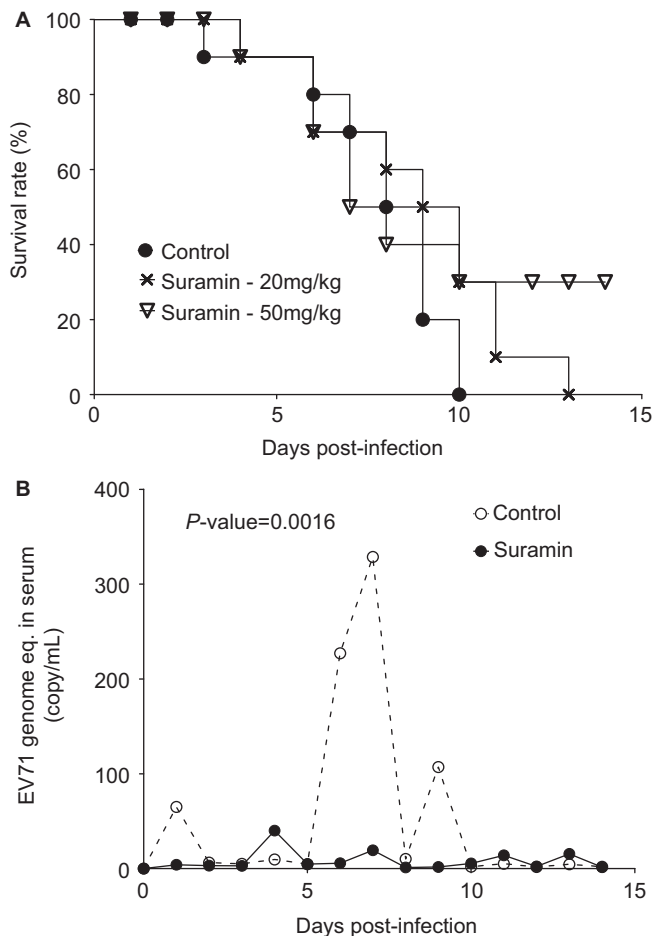 A
Survival rate (%)
100
80
60
40
20
0
Control
Suramin - 20mg/kg
Suramin - 50mg/kg
0 5 10 15
Days post-infection
B
EV71 genome eq. in serum
(copy/mL)
400
300
200
100
0
P-value=0.0016
Control
Suramin
0 5 10 15
Days post-infection